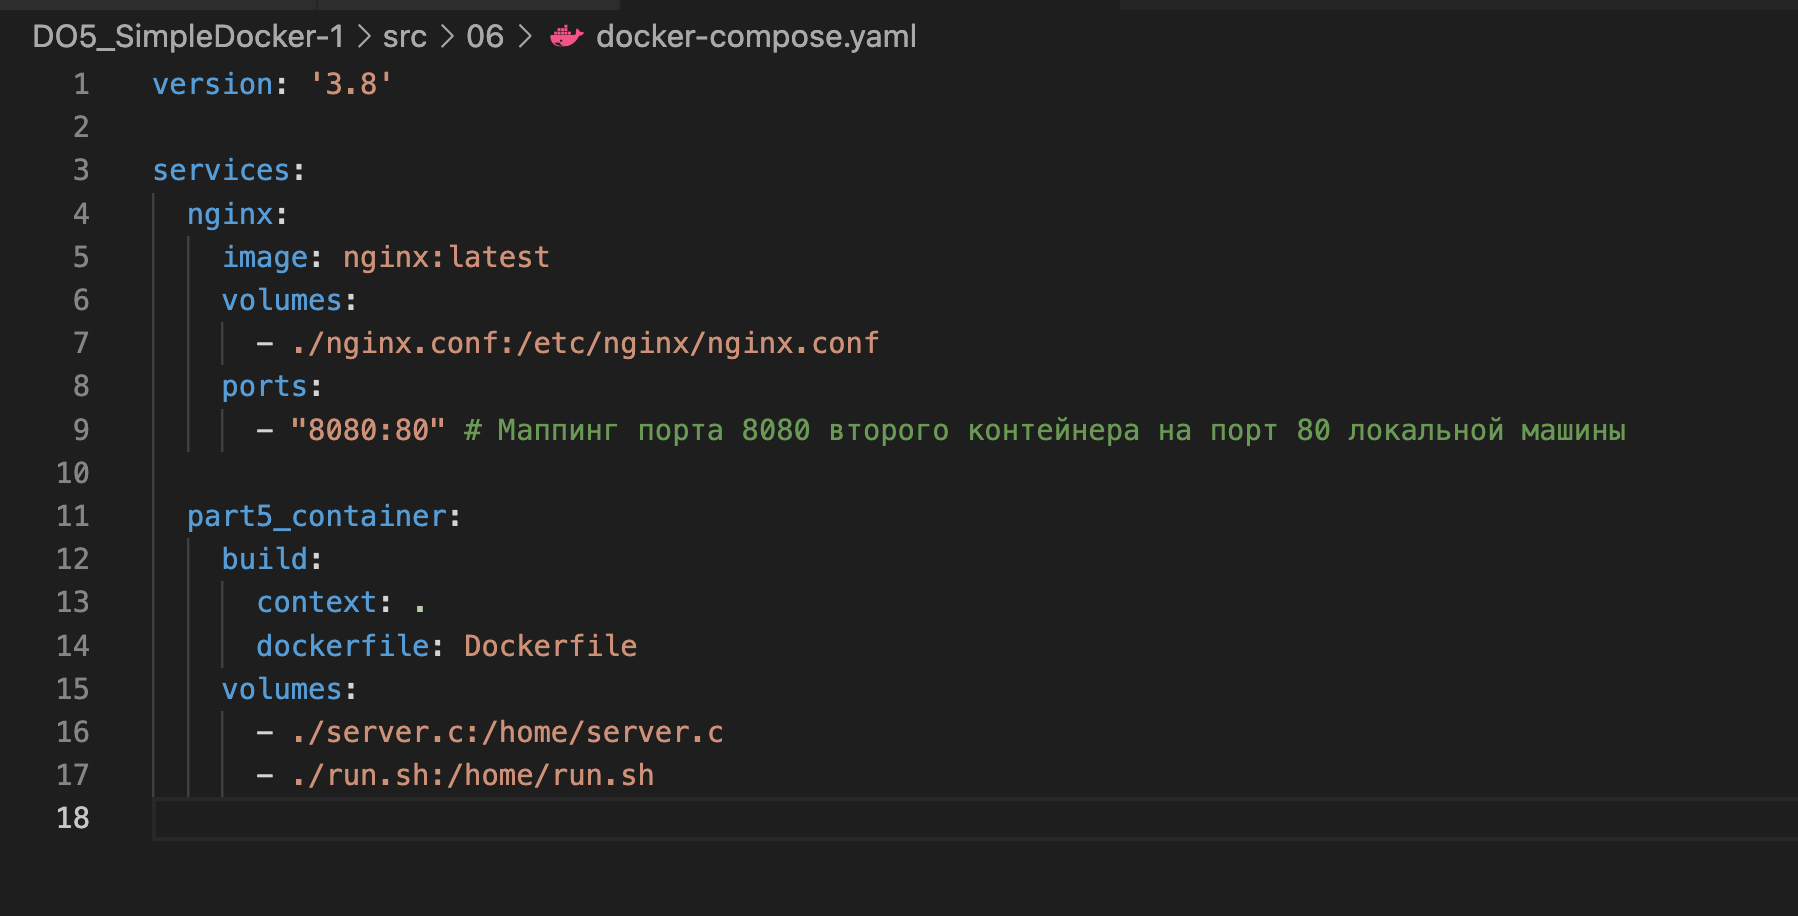 DO5_SimpleDocker-1 > src > 06 > docker-compose.yaml
1 version: '3.8'
2
3 services:
4   nginx:
5     image: nginx:latest
6     volumes:
7       - ./nginx.conf:/etc/nginx/nginx.conf
8     ports:
9       - "8080:80" # Маппинг порта 8080 второго контейнера на порт 80 локальной машины
10
11   part5_container:
12     build:
13       context: .
14       dockerfile: Dockerfile
15     volumes:
16       - ./server.c:/home/server.c
17       - ./run.sh:/home/run.sh
18